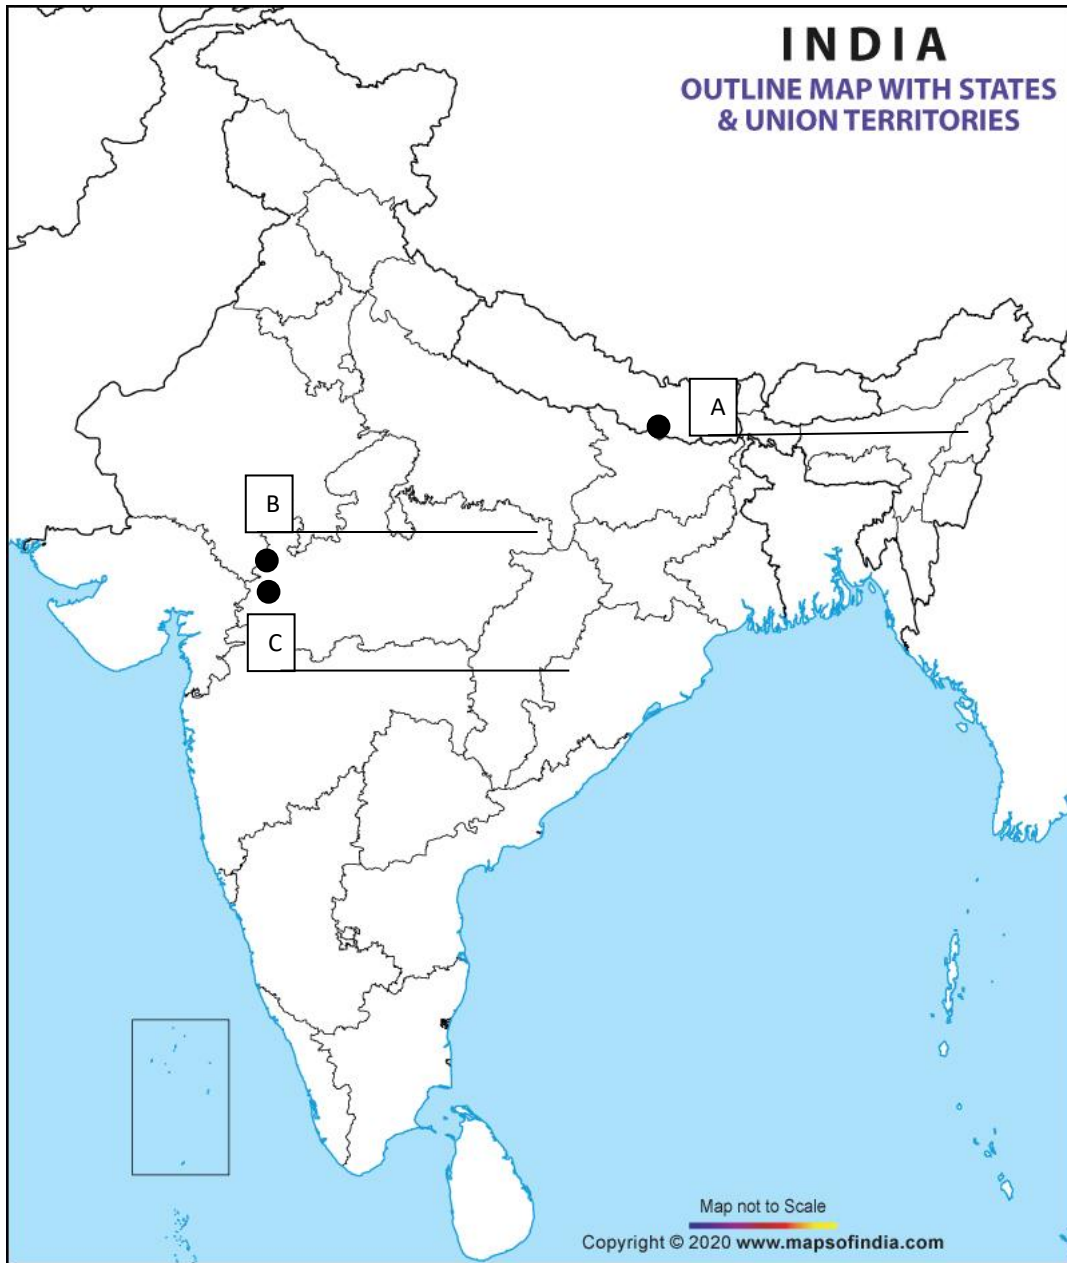 INDIA
OUTLINE MAP WITH STATES
& UNION TERRITORIES
A
B
C
Map not to Scale
Copyright © 2020 www.mapsofindia.com